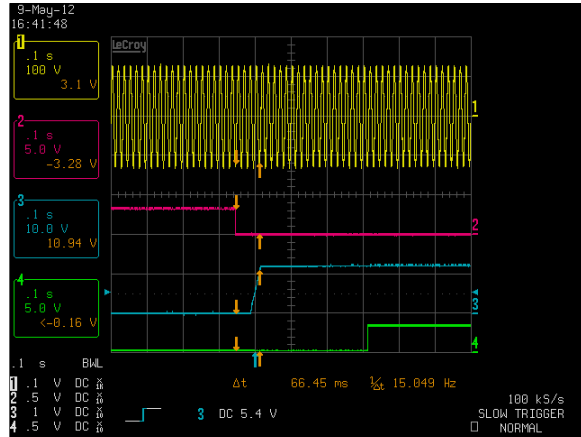 9-May-12
16:41:48
LeCroy
1
.1 s
100 V
3.1 V
1
2
.1 s
5.0 V
-3.28 V
2
3
.1 s
10.0 V
10.94 V
3
4
.1 s
5.0 V
<-0.16 V
4
.1 s BWL
1 .1 V DC
2 .5 V DC
3 1 V DC
4 .5 V DC
Δt 66.45 ms 1/Δt 15.049 Hz
3 DC 5.4 V
100 kS/s
SLOW TRIGGER
□ NORMAL